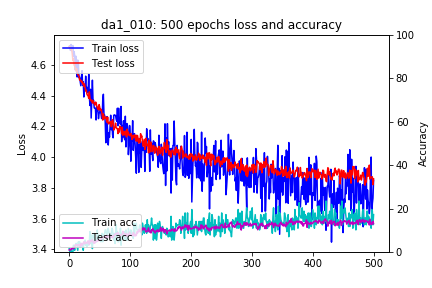 da1_010: 500 epochs loss and accuracy
Train loss
Test loss
Train acc
Test acc
Loss
4.6
4.4
4.2
4.0
3.8
3.6
3.4
Accuracy
100
80
60
40
20
0
0 100 200 300 400 500